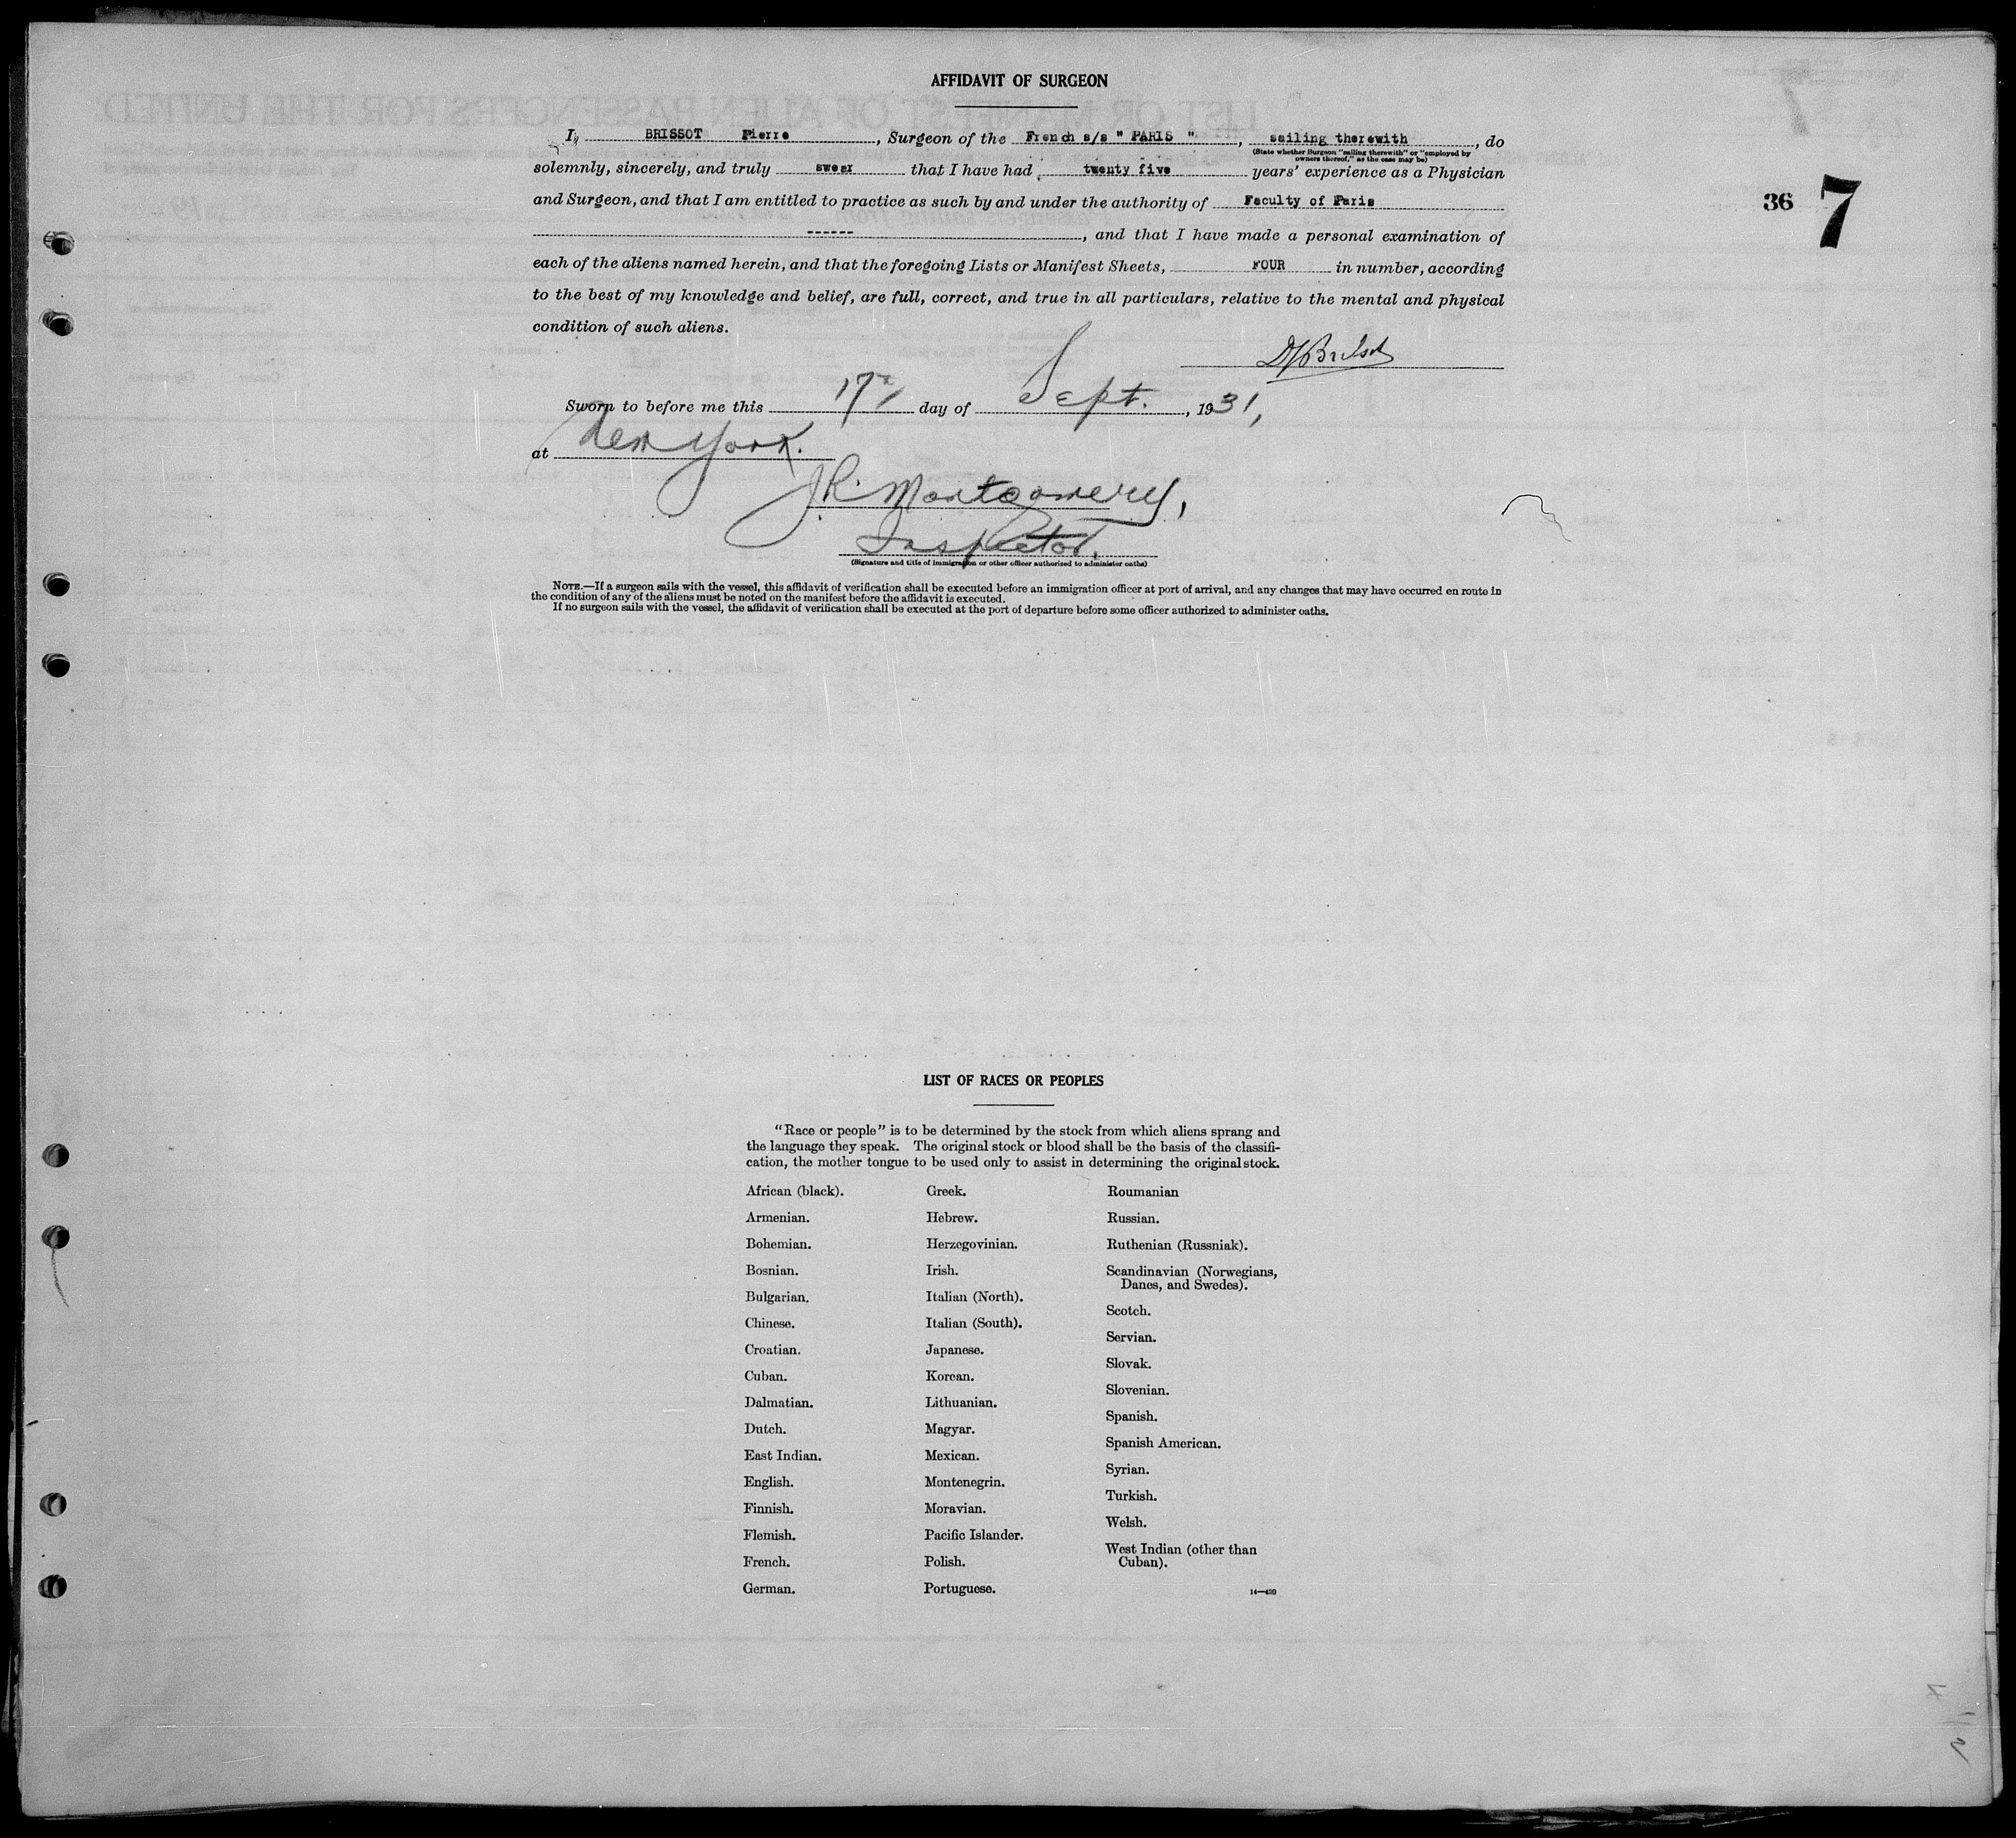 AFFIDAVIT OF SURGEON
I, BRISSOT Pierre, Surgeon of the French s/s " PARIS ", sailing therewith, do
(State whether Surgeon "sailing therewith" or "employed by
owners thereof," as the case may be)
solemnly, sincerely, and truly swear that I have had twenty five years' experience as a Physician
and Surgeon, and that I am entitled to practice as such by and under the authority of Faculty of Paris
------, and that I have made a personal examination of
each of the aliens named herein, and that the foregoing Lists or Manifest Sheets, FOUR in number, according
to the best of my knowledge and belief, are full, correct, and true in all particulars, relative to the mental and physical
condition of such aliens.
36 7
Sworn to before me this 17 day of Sept., 1931,
at New York.
J.R. Montgomery,
Inspector.
(Signature and title of immigration or other officer authorized to administer oaths)
NOTE.—If a surgeon sails with the vessel, this affidavit of verification shall be executed before an immigration officer at port of arrival, and any changes that may have occurred en route in
the condition of any of the aliens must be noted on the manifest before the affidavit is executed.
If no surgeon sails with the vessel, the affidavit of verification shall be executed at the port of departure before some officer authorized to administer oaths.
LIST OF RACES OR PEOPLES
"Race or people" is to be determined by the stock from which aliens sprang and
the language they speak. The original stock or blood shall be the basis of the classifi-
cation, the mother tongue to be used only to assist in determining the original stock.
African (black).
Armenian.
Bohemian.
Bosnian.
Bulgarian.
Chinese.
Croatian.
Cuban.
Dalmatian.
Dutch.
East Indian.
English.
Finnish.
Flemish.
French.
German.
Greek.
Hebrew.
Herzegovinian.
Irish.
Italian (North).
Italian (South).
Japanese.
Korean.
Lithuanian.
Magyar.
Mexican.
Montenegrin.
Moravian.
Pacific Islander.
Polish.
Portuguese.
Roumanian
Russian.
Ruthenian (Russniak).
Scandinavian (Norwegians,
Danes, and Swedes).
Scotch.
Servian.
Slovak.
Slovenian.
Spanish.
Spanish American.
Syrian.
Turkish.
Welsh.
West Indian (other than
Cuban).
14—430